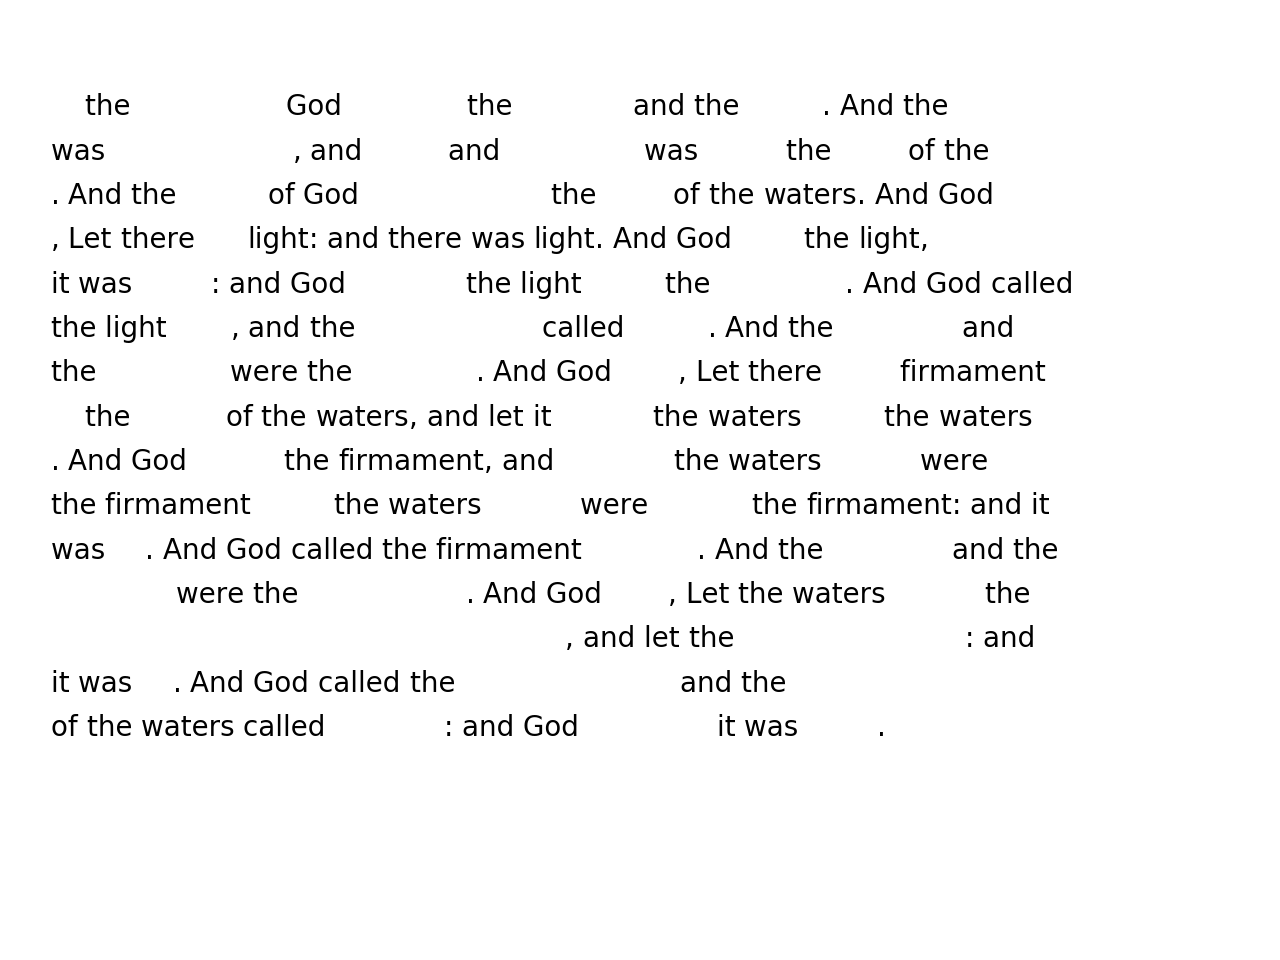 the God the and the . And the
was , and and was the of the
. And the of God the of the waters. And God
, Let there light: and there was light. And God the light,
it was : and God the light the . And God called
the light , and the called . And the and
the were the . And God , Let there firmament
the of the waters, and let it the waters the waters
. And God the firmament, and the waters were
the firmament the waters were the firmament: and it
was . And God called the firmament . And the and the
were the . And God , Let the waters the
, and let the : and
it was . And God called the and the
of the waters called : and God it was .